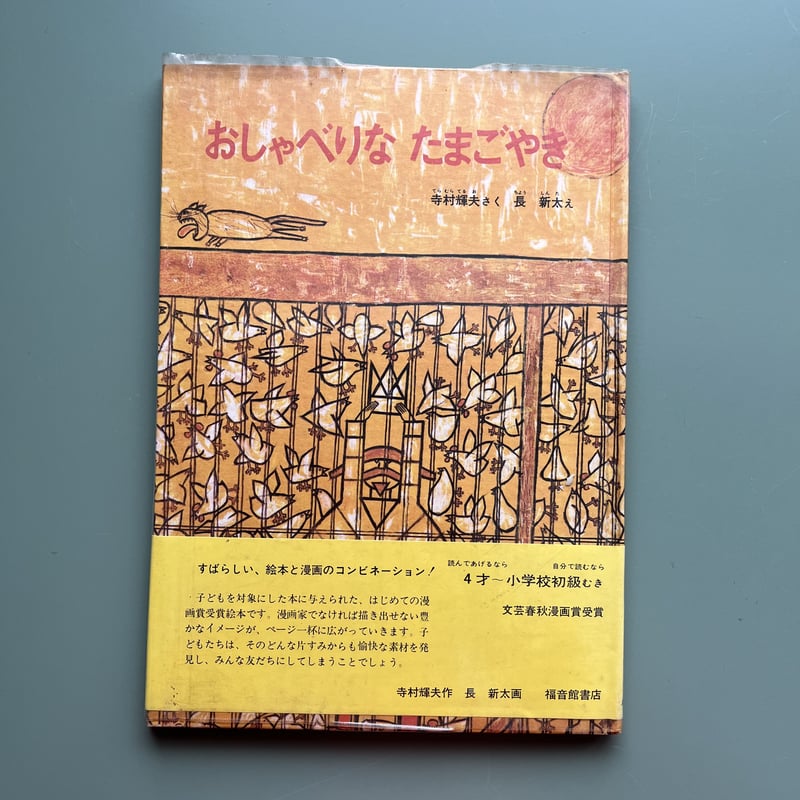 おしゃべりな たまごやき
てらむらてるお ちょう しんた
寺村輝夫さく 長 新太え
すばらしい、絵本と漫画のコンビネーション！
子どもを対象にした本に与えられた、はじめての漫
画賞受賞絵本です。漫画家でなければ描き出せない豊
かなイメージが、ページ一杯に広がっていきます。子
どもたちは、そのどんな片すみからも愉快な素材を発
見し、みんな友だちにしてしまうことでしょう。
読んであげるなら 自分で読むなら
4才〜小学校初級むき
文芸春秋漫画賞受賞
寺村輝夫作 長 新太画 福音館書店